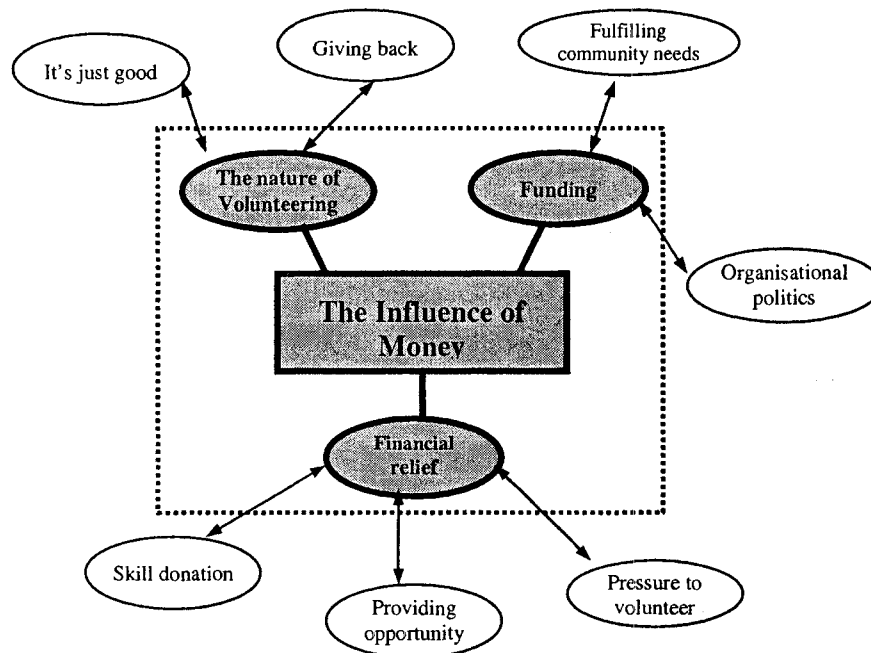 It's just good
Giving back
Fulfilling
community needs
The nature of
Volunteering
Funding
Organisational
politics
The Influence of
Money
Financial
relief
Skill donation
Providing
opportunity
Pressure to
volunteer